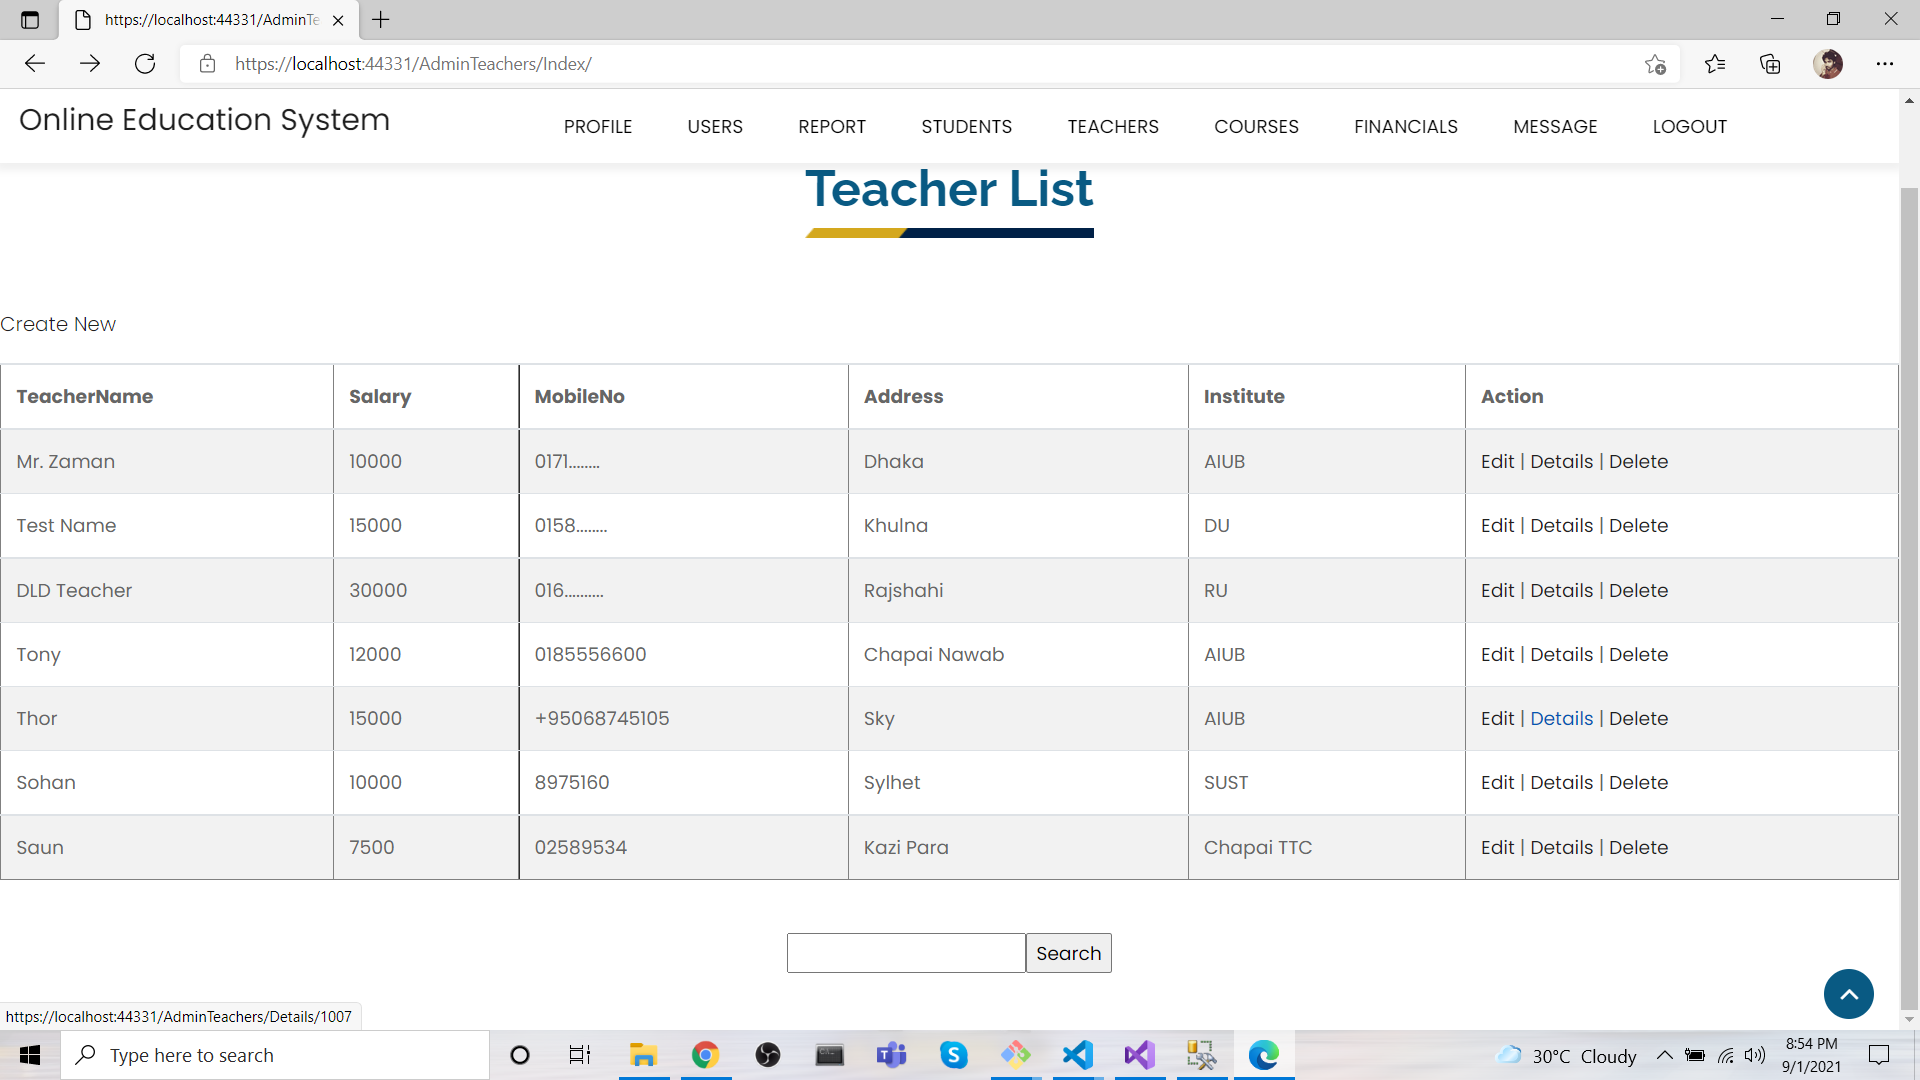 https://localhost:44331/AdminTe
https://localhost:44331/AdminTeachers/Index/
Online Education System PROFILE USERS REPORT STUDENTS TEACHERS COURSES FINANCIALS MESSAGE LOGOUT
Teacher List
Create New
TeacherName Salary MobileNo Address Institute Action
Mr. Zaman 10000 0171........ Dhaka AIUB Edit | Details | Delete
Test Name 15000 0158........ Khulna DU Edit | Details | Delete
DLD Teacher 30000 016.......... Rajshahi RU Edit | Details | Delete
Tony 12000 0185556600 Chapai Nawab AIUB Edit | Details | Delete
Thor 15000 +95068745105 Sky AIUB Edit | Details | Delete
Sohan 10000 8975160 Sylhet SUST Edit | Details | Delete
Saun 7500 02589534 Kazi Para Chapai TTC Edit | Details | Delete
Search
https://localhost:44331/AdminTeachers/Details/1007
Type here to search
30°C Cloudy
8:54 PM
9/1/2021